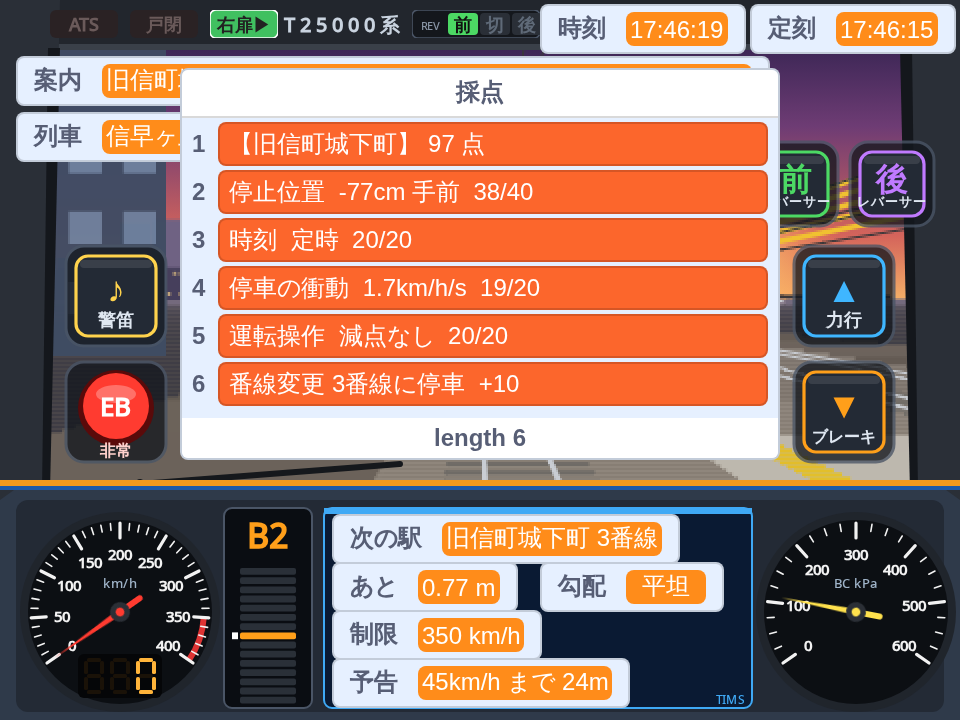 ATS 戸閉 右扉▶ T25000系 REV 前 切 後
時刻 17:46:19
定刻 17:46:15
案内 旧信町
列車 信早ヶ
採点
1 【旧信町城下町】 97 点
2 停止位置 -77cm 手前 38/40
3 時刻 定時 20/20
4 停車の衝動 1.7km/h/s 19/20
5 運転操作 減点なし 20/20
6 番線変更 3番線に停車 +10
length 6
前
バーサー
後
レバーサー
♪
警笛
▲
力行
EB
非常
▼
ブレーキ
0 50 100 150 200 250 300 350 400
km/h
0
B2
次の駅 旧信町城下町 3番線
あと 0.77 m
勾配 平坦
制限 350 km/h
予告 45km/h まで 24m
TIMS
0 100 200 300 400 500 600
BC kPa